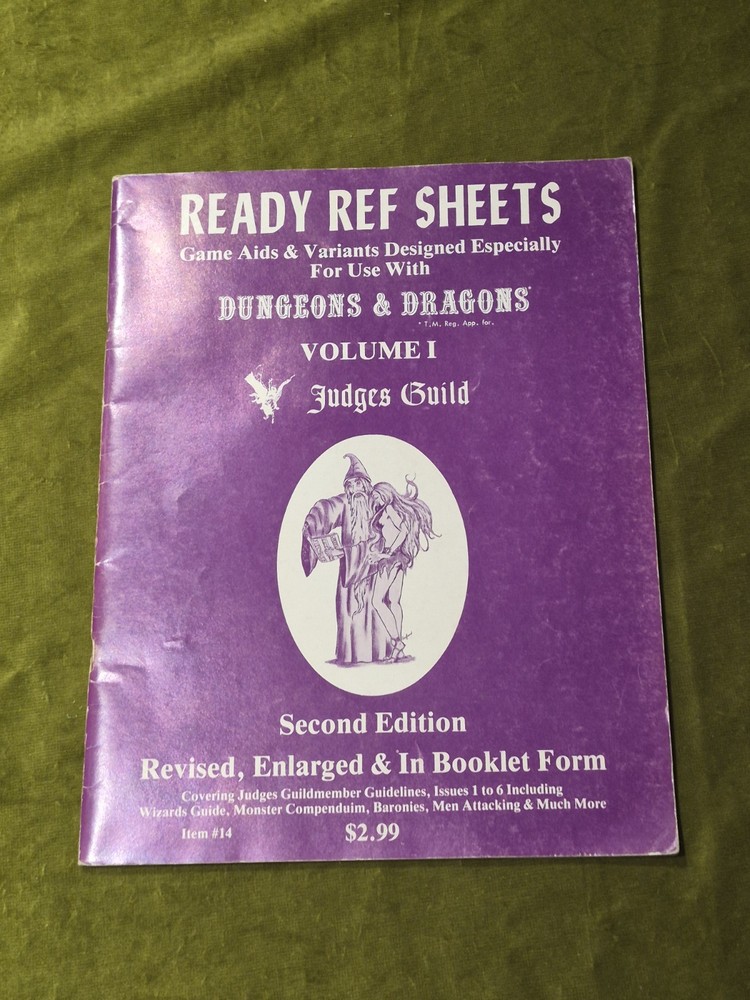 READY REF SHEETS
Game Aids & Variants Designed Especially
For Use With
DUNGEONS & DRAGONS*
* T.M. Reg. App. for.
VOLUME I
Judges Guild
Second Edition
Revised, Enlarged & In Booklet Form
Covering Judges Guildmember Guidelines, Issues 1 to 6 Including
Wizards Guide, Monster Compenduim, Baronies, Men Attacking & Much More
Item #14
$2.99